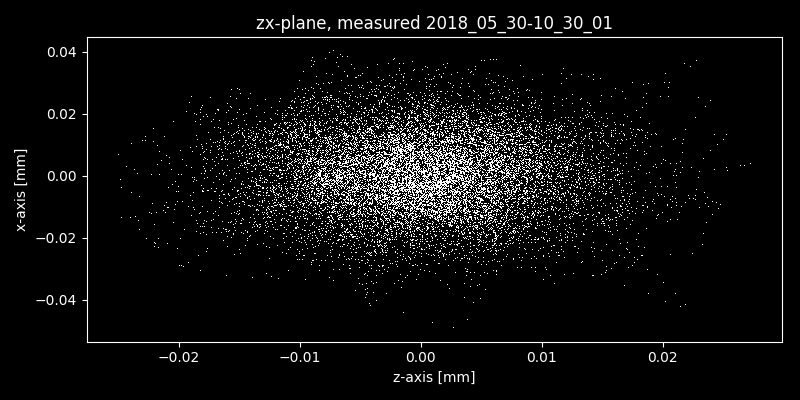 zx-plane, measured 2018_05_30-10_30_01
0.04
0.02
0.00
−0.02
−0.04
x-axis [mm]
−0.02 −0.01 0.00 0.01 0.02
z-axis [mm]